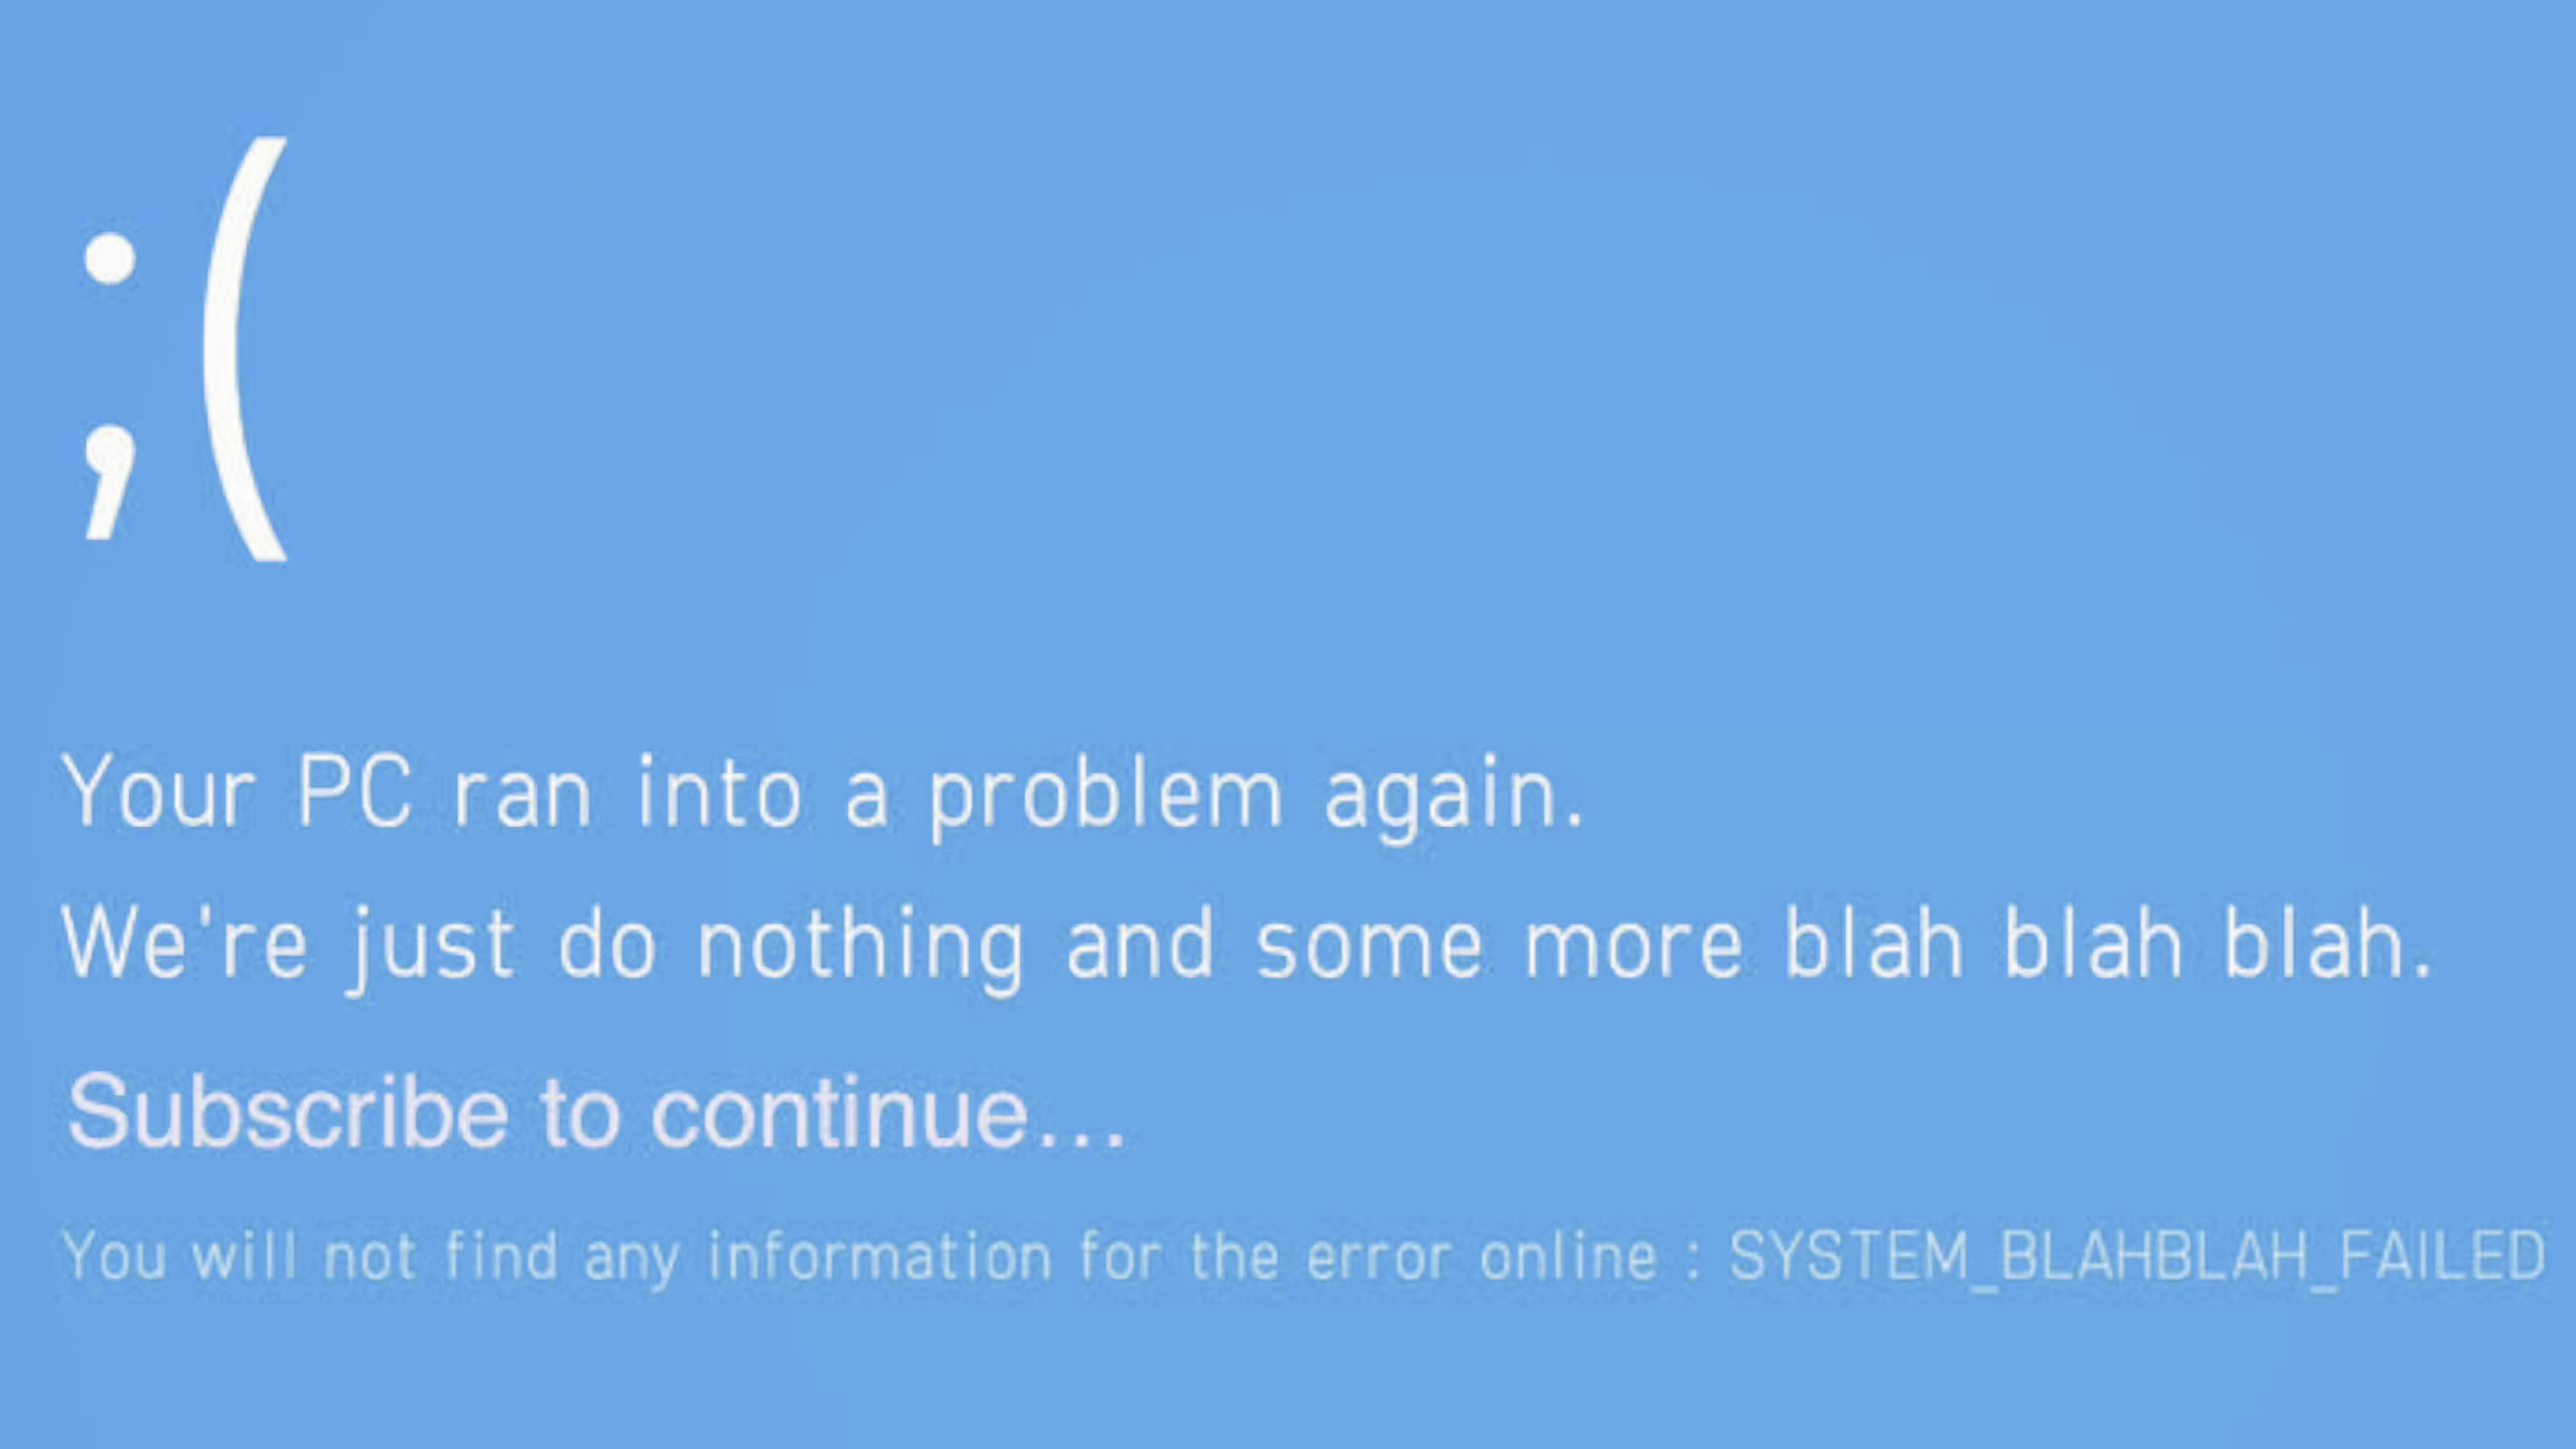 ;(
Your PC ran into a problem again.
We're just do nothing and some more blah blah blah.
Subscribe to continue...
You will not find any information for the error online : SYSTEM_BLAHBLAH_FAILED